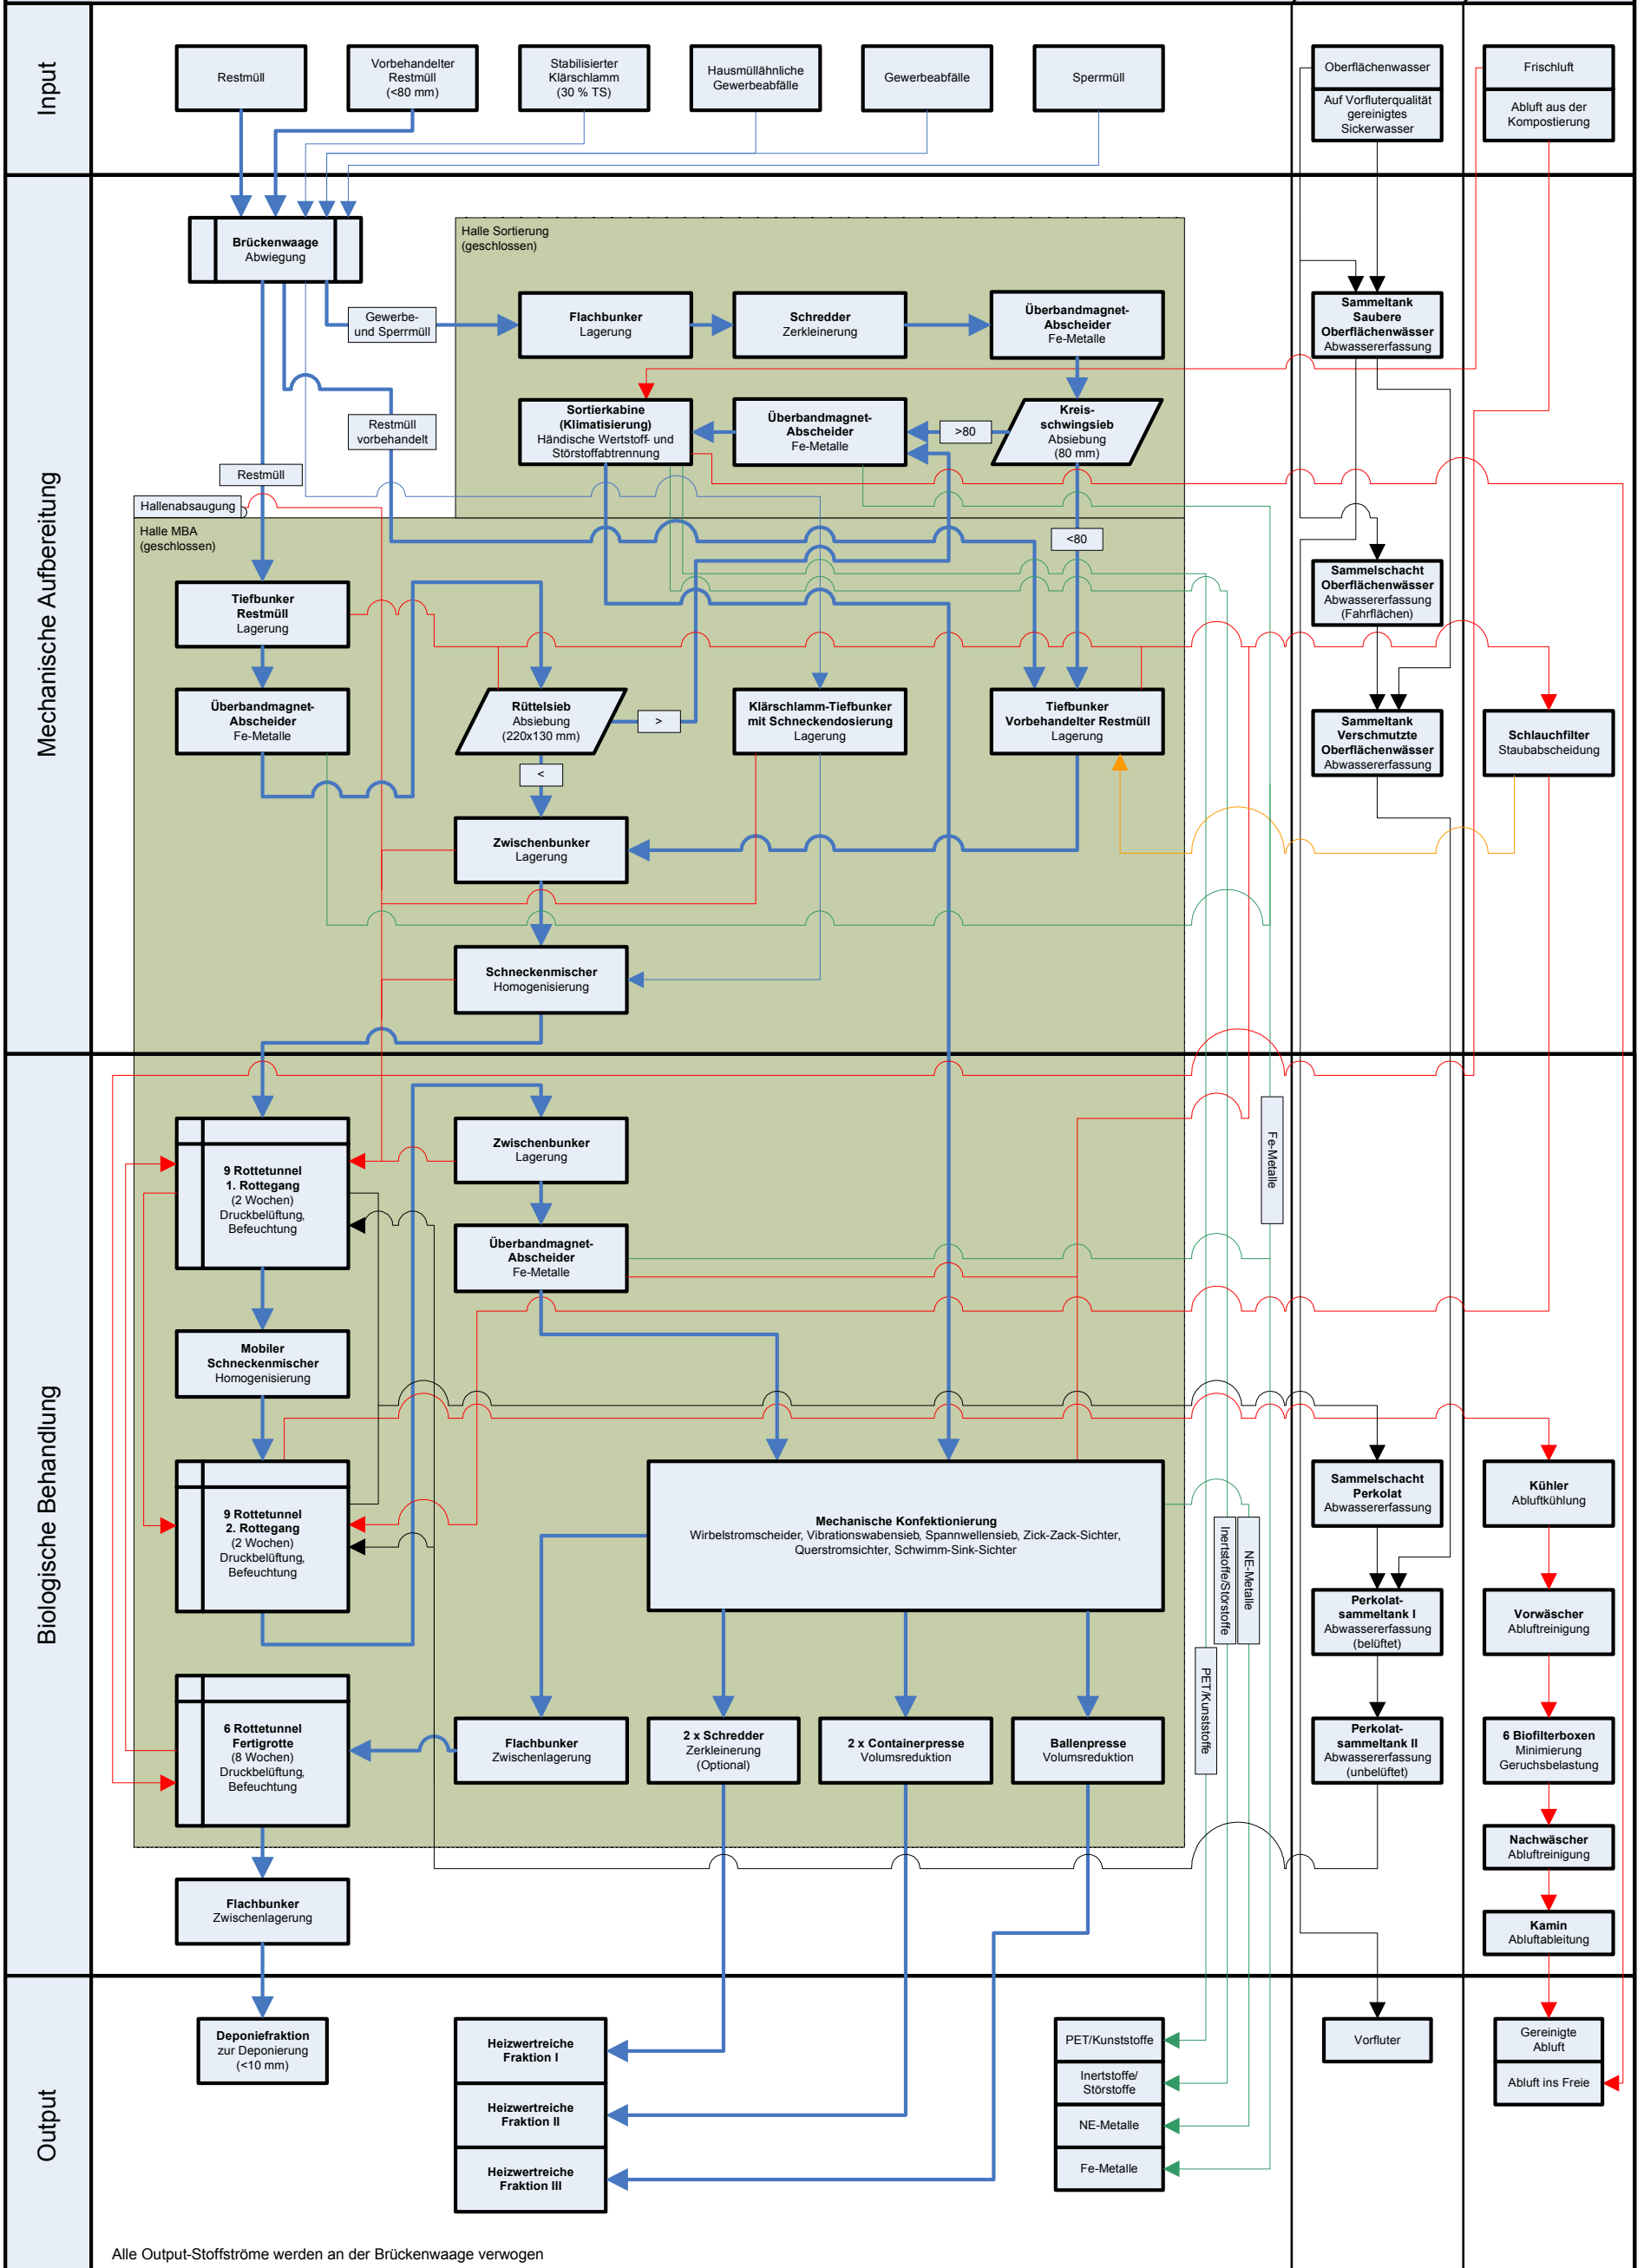 Input
Restmüll
Vorbehandelter
Restmüll
(<80 mm)
Stabilisierter
Klärschlamm
(30 % TS)
Hausmüllähnliche
Gewerbeabfälle
Gewerbeabfälle
Sperrmüll
Oberflächenwasser
Auf Vorfluterqualität
gereinigtes
Sickerwasser
Frischluft
Abluft aus der
Kompostierung
Mechanische Aufbereitung
Brückenwaage
Abwiegung
Halle Sortierung
(geschlossen)
Gewerbe-
und Sperrmüll
Flachbunker
Lagerung
Schredder
Zerkleinerung
Überbandmagnet-
Abscheider
Fe-Metalle
Sammeltank
Saubere
Oberflächenwässer
Abwassererfassung
Restmüll
vorbehandelt
Sortierkabine
(Klimatisierung)
Händische Wertstoff- und
Störstoffabtrennung
Überbandmagnet-
Abscheider
Fe-Metalle
>80
Kreis-
schwingsieb
Absiebung
(80 mm)
Restmüll
Hallenabsaugung
Halle MBA
(geschlossen)
<80
Tiefbunker
Restmüll
Lagerung
Sammelschacht
Oberflächenwässer
Abwassererfassung
(Fahrflächen)
Überbandmagnet-
Abscheider
Fe-Metalle
Rüttelsieb
Absiebung
(220x130 mm)
>
<
Klärschlamm-Tiefbunker
mit Schneckendosierung
Lagerung
Tiefbunker
Vorbehandelter Restmüll
Lagerung
Sammeltank
Verschmutzte
Oberflächenwässer
Abwassererfassung
Schlauchfilter
Staubabscheidung
Zwischenbunker
Lagerung
Schneckenmischer
Homogenisierung
Biologische Behandlung
9 Rottetunnel
1. Rottegang
(2 Wochen)
Druckbelüftung,
Befeuchtung
Zwischenbunker
Lagerung
Fe-Metalle
Überbandmagnet-
Abscheider
Fe-Metalle
Mobiler
Schneckenmischer
Homogenisierung
9 Rottetunnel
2. Rottegang
(2 Wochen)
Druckbelüftung,
Befeuchtung
Mechanische Konfektionierung
Wirbelstromscheider, Vibrationswabensieb, Spannwellensieb, Zick-Zack-Sichter,
Querstromsichter, Schwimm-Sink-Sichter
Inertstoffe/Störstoffe
NE-Metalle
PET/Kunststoffe
Sammelschacht
Perkolat
Abwassererfassung
Kühler
Abluftkühlung
Perkolat-
sammeltank I
Abwassererfassung
(belüftet)
Vorwäscher
Abluftreinigung
6 Rottetunnel
Fertigrotte
(8 Wochen)
Druckbelüftung,
Befeuchtung
Flachbunker
Zwischenlagerung
2 x Schredder
Zerkleinerung
(Optional)
2 x Containerpresse
Volumsreduktion
Ballenpresse
Volumsreduktion
Perkolat-
sammeltank II
Abwassererfassung
(unbelüftet)
6 Biofilterboxen
Minimierung
Geruchsbelastung
Nachwäscher
Abluftreinigung
Flachbunker
Zwischenlagerung
Kamin
Abluftableitung
Output
Deponiefraktion
zur Deponierung
(<10 mm)
Heizwertreiche
Fraktion I
Heizwertreiche
Fraktion II
Heizwertreiche
Fraktion III
PET/Kunststoffe
Inertstoffe/
Störstoffe
NE-Metalle
Fe-Metalle
Vorfluter
Gereinigte
Abluft
Abluft ins Freie
Alle Output-Stoffströme werden an der Brückenwaage verwogen